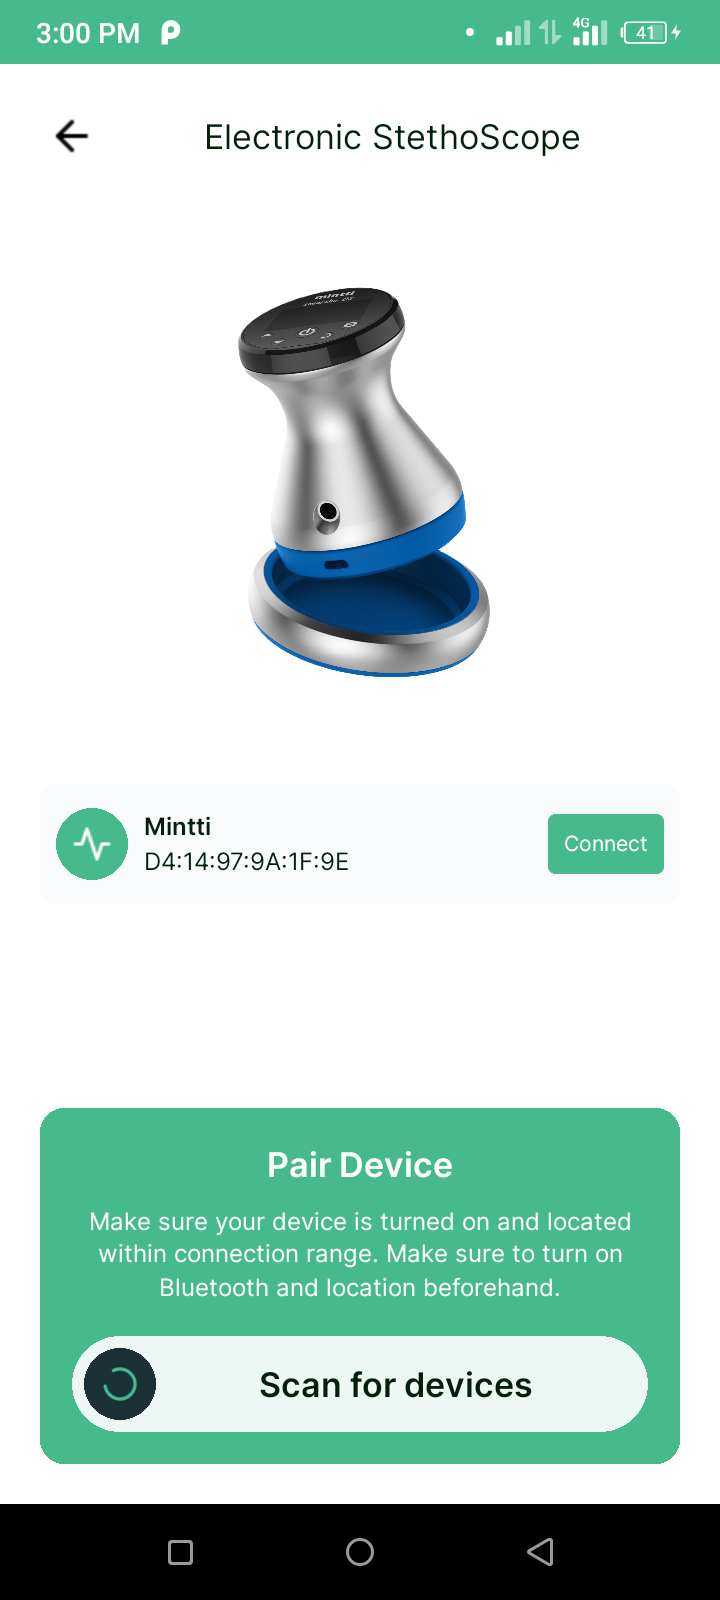 3:00 PM
4G
41
Electronic StethoScope
mintti
Mintti
D4:14:97:9A:1F:9E
Connect
Pair Device
Make sure your device is turned on and located
within connection range. Make sure to turn on
Bluetooth and location beforehand.
Scan for devices